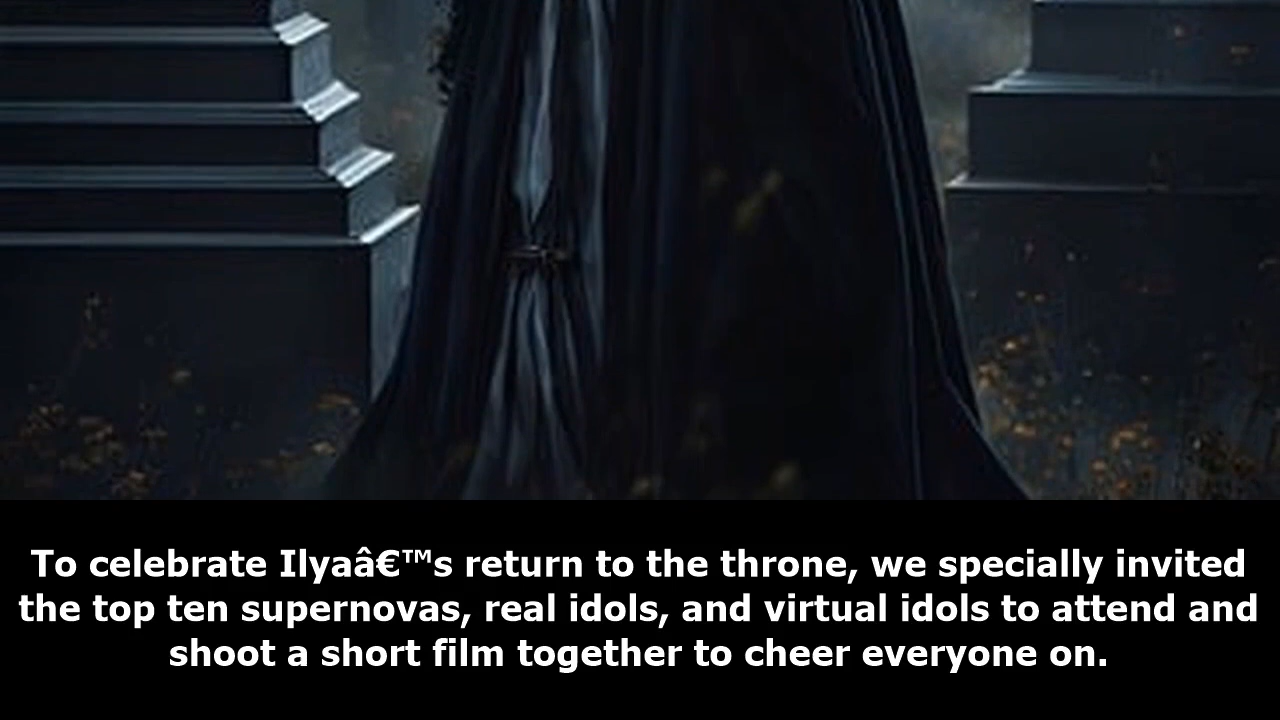 To celebrate Ilyaâ€™s return to the throne, we specially invited
the top ten supernovas, real idols, and virtual idols to attend and
shoot a short film together to cheer everyone on.